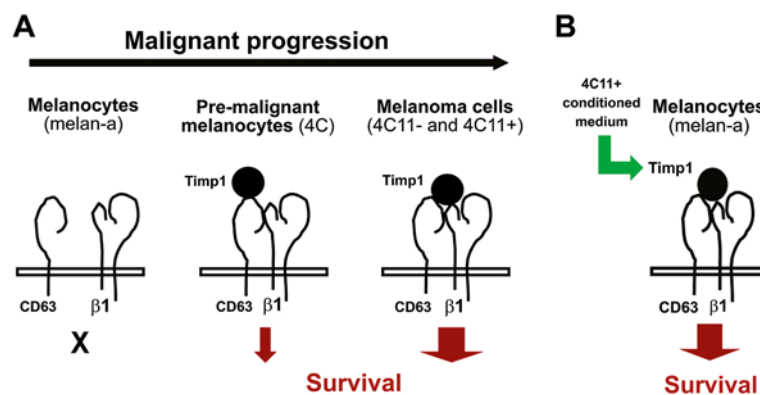 A
Malignant progression
Melanocytes
(melan-a)
Pre-malignant
melanocytes (4C)
Melanoma cells
(4C11- and 4C11+)
Timp1
Timp1
CD63
β1
CD63
β1
CD63
β1
X
Survival
B
4C11+
conditioned
medium
Melanocytes
(melan-a)
Timp1
CD63
β1
Survival